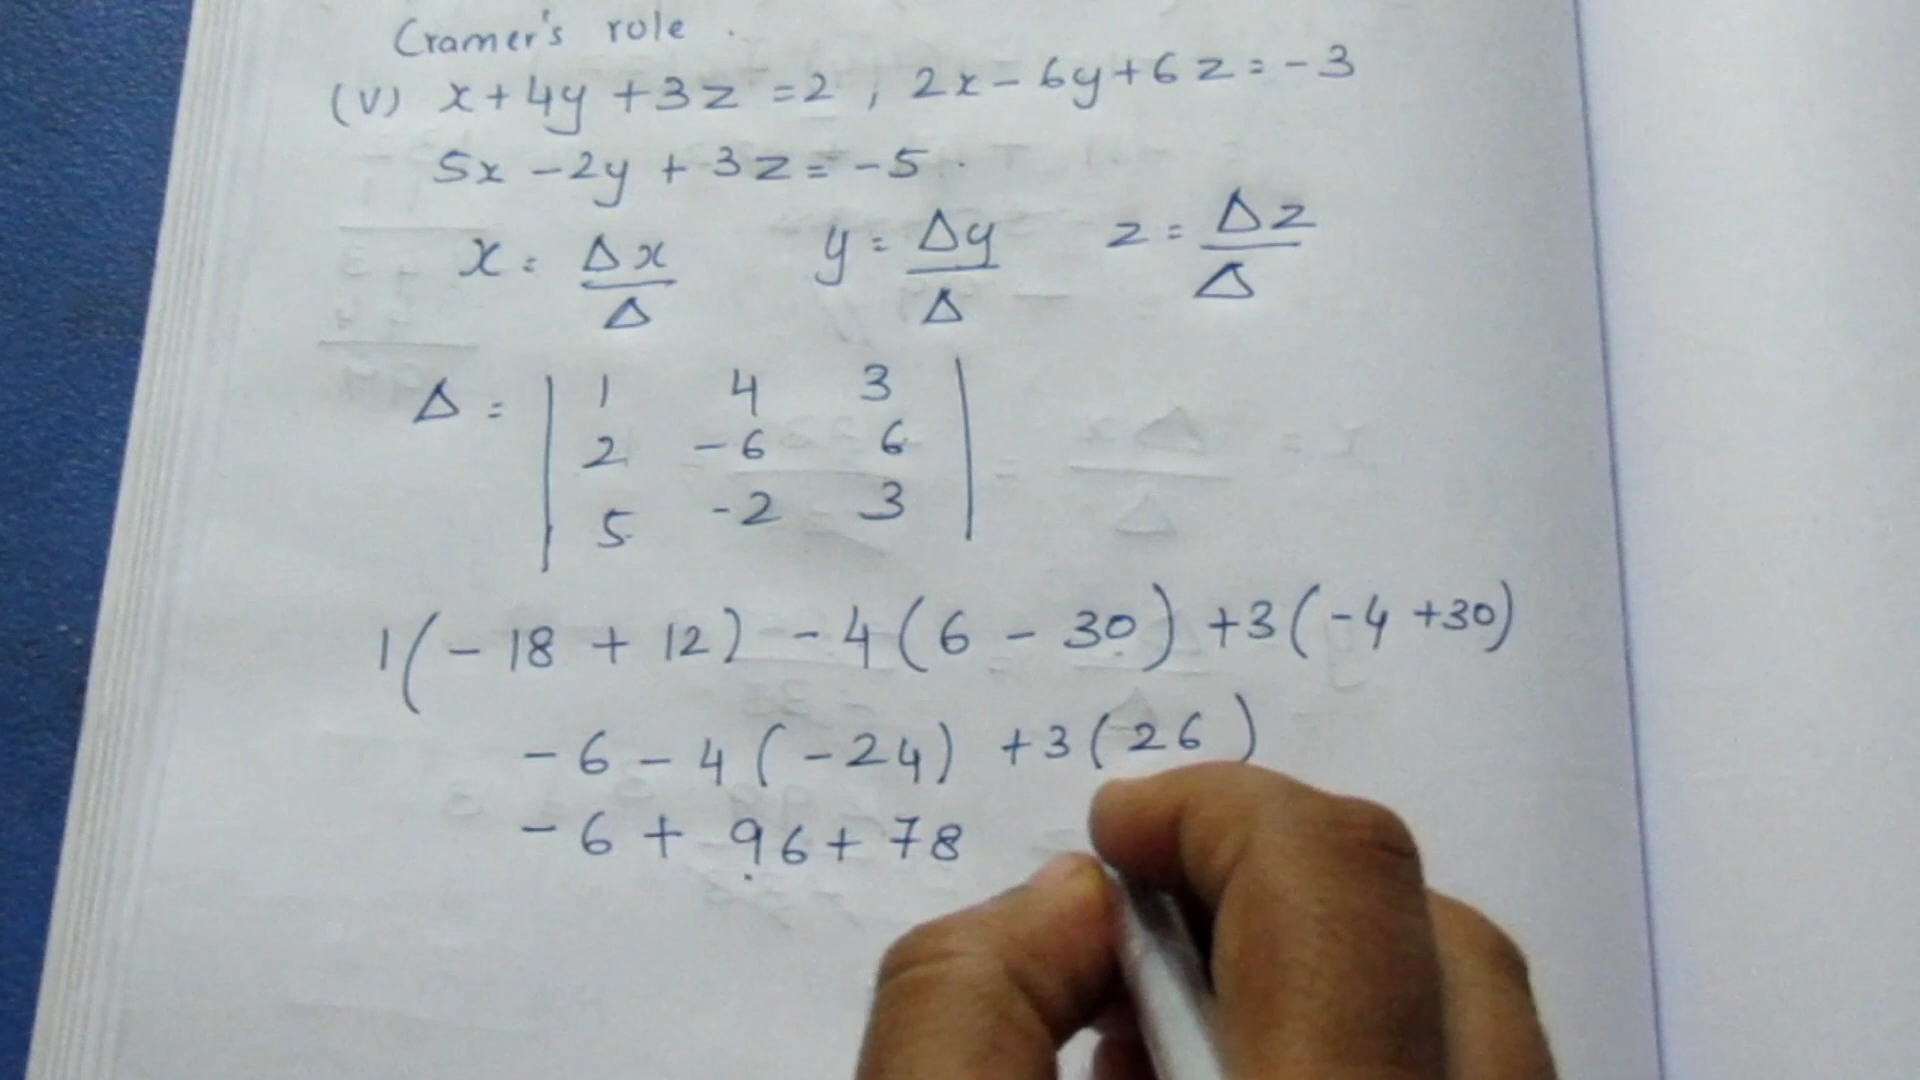 Cramer's role .
(V) x + 4y + 3z = 2 , 2x - 6y + 6z = -3
5x - 2y + 3z = -5 .
x = Δx / Δ y = Δy / Δ z = Δz / Δ
Δ = | 1 4 3 |
| 2 -6 6 |
| 5 -2 3 |
1(-18 + 12) - 4(6 - 30) + 3(-4 + 30)
-6 - 4(-24) + 3(26)
-6 + 96 + 78